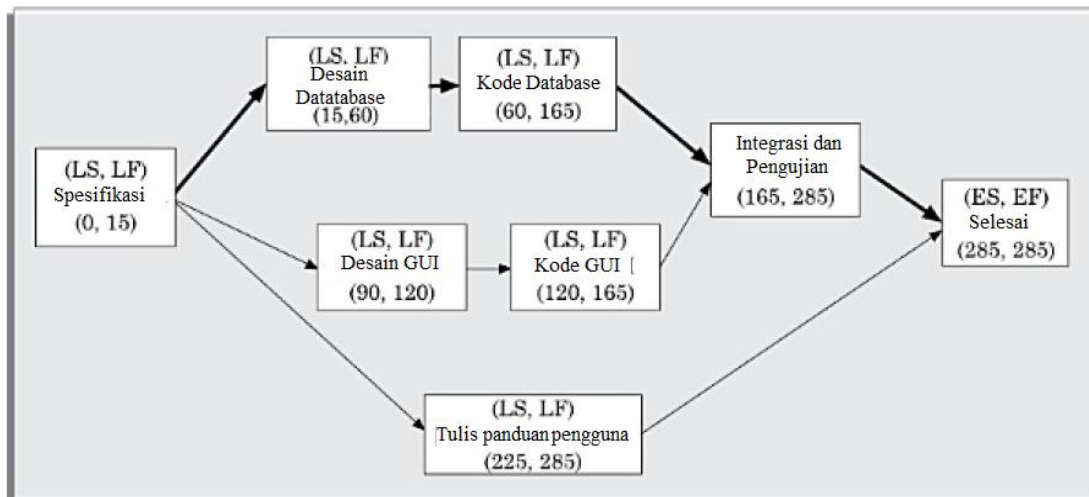 (LS. LF)
Desain
Datatabase
(15,60)
(LS, LF)
Kode Database
(60, 165)
(LS, LF)
Spesifikasi
(0, 15)
Integrasi dan
Pengujian
(165, 285)
(ES, EF)
Selesai
(285, 285)
(LS, LF)
Desain GUI
(90, 120)
(LS, LF)
Kode GUI
(120, 165)
(LS, LF)
Tulis panduan pengguna
(225, 285)